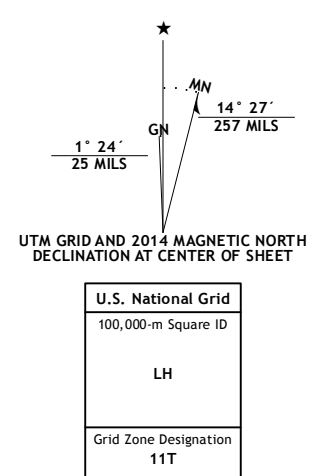 ★
MN
14° 27´
257 MILS
GN
1° 24´
25 MILS
UTM GRID AND 2014 MAGNETIC NORTH
DECLINATION AT CENTER OF SHEET
U.S. National Grid
100,000-m Square ID
LH
Grid Zone Designation
11T